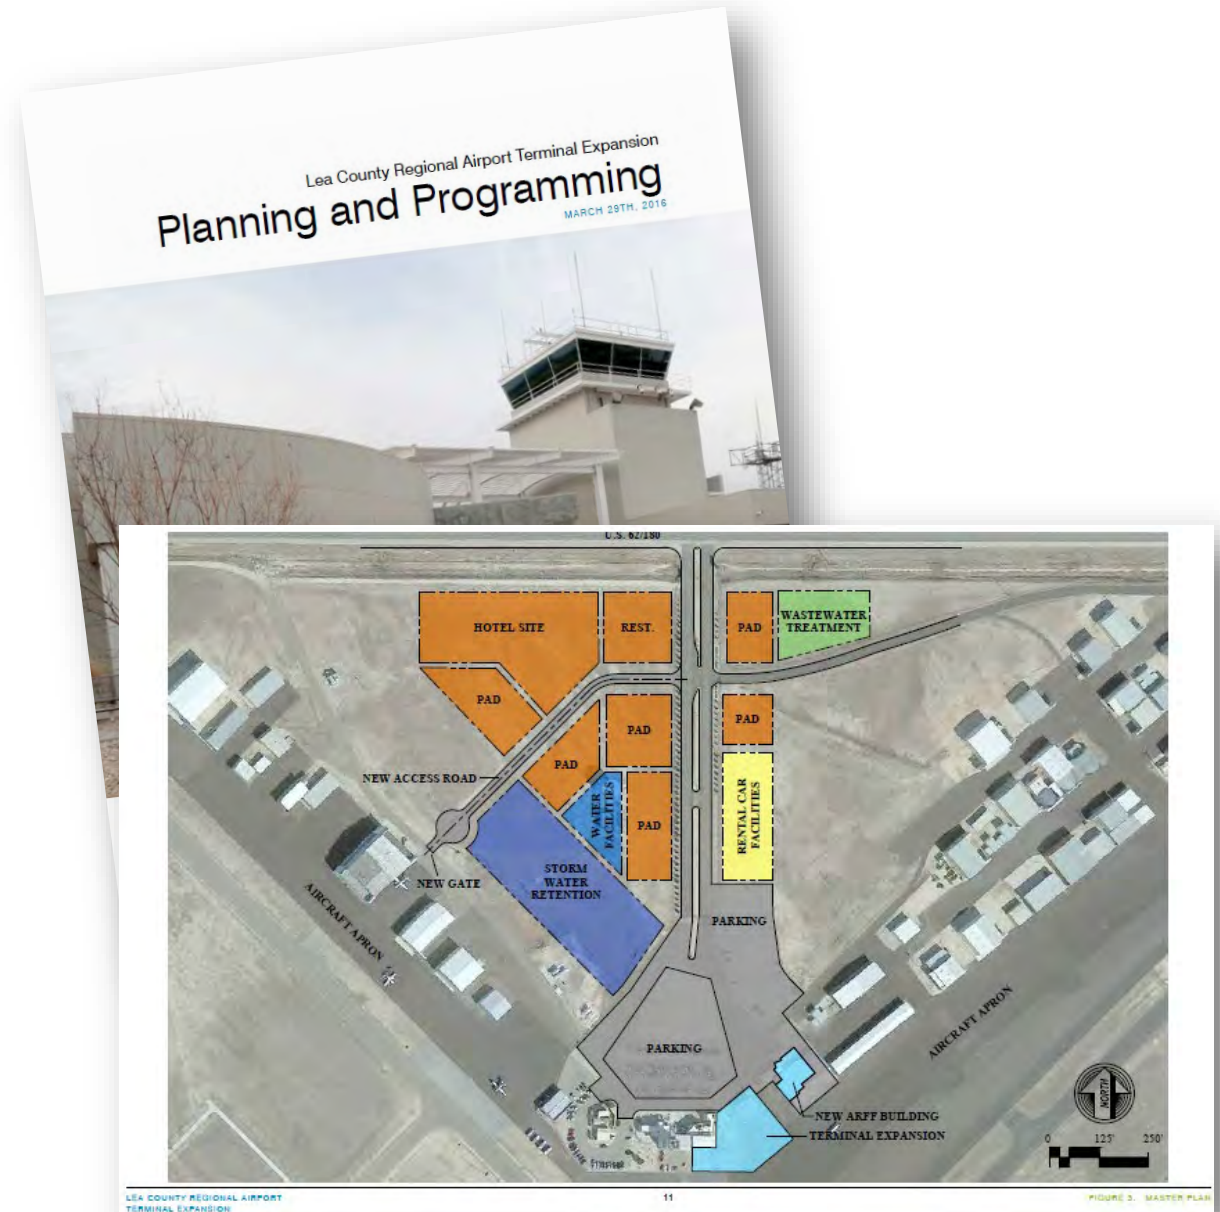 Lea County Regional Airport Terminal Expansion
Planning and Programming
MARCH 29TH, 2016
U.S. 62/180
HOTEL SITE
REST.
PAD
WASTEWATER
TREATMENT
PAD
PAD
PAD
PAD
NEW ACCESS ROAD
WATER
FACILITIES
PAD
RENTAL CAR
FACILITIES
STORM
WATER
RETENTION
NEW GATE
AIRCRAFT APRON
PARKING
AIRCRAFT APRON
PARKING
NORTH
NEW ARFF BUILDING
TERMINAL EXPANSION
0 125' 250'
LEA COUNTY REGIONAL AIRPORT
TERMINAL EXPANSION
11
FIGURE 3. MASTER PLAN